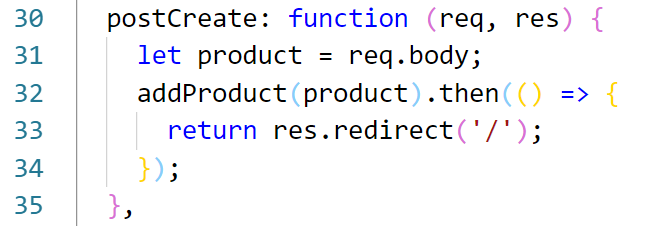 30 postCreate: function (req, res) {
31 let product = req.body;
32 addProduct(product).then(() => {
33 return res.redirect('/');
34 });
35 },